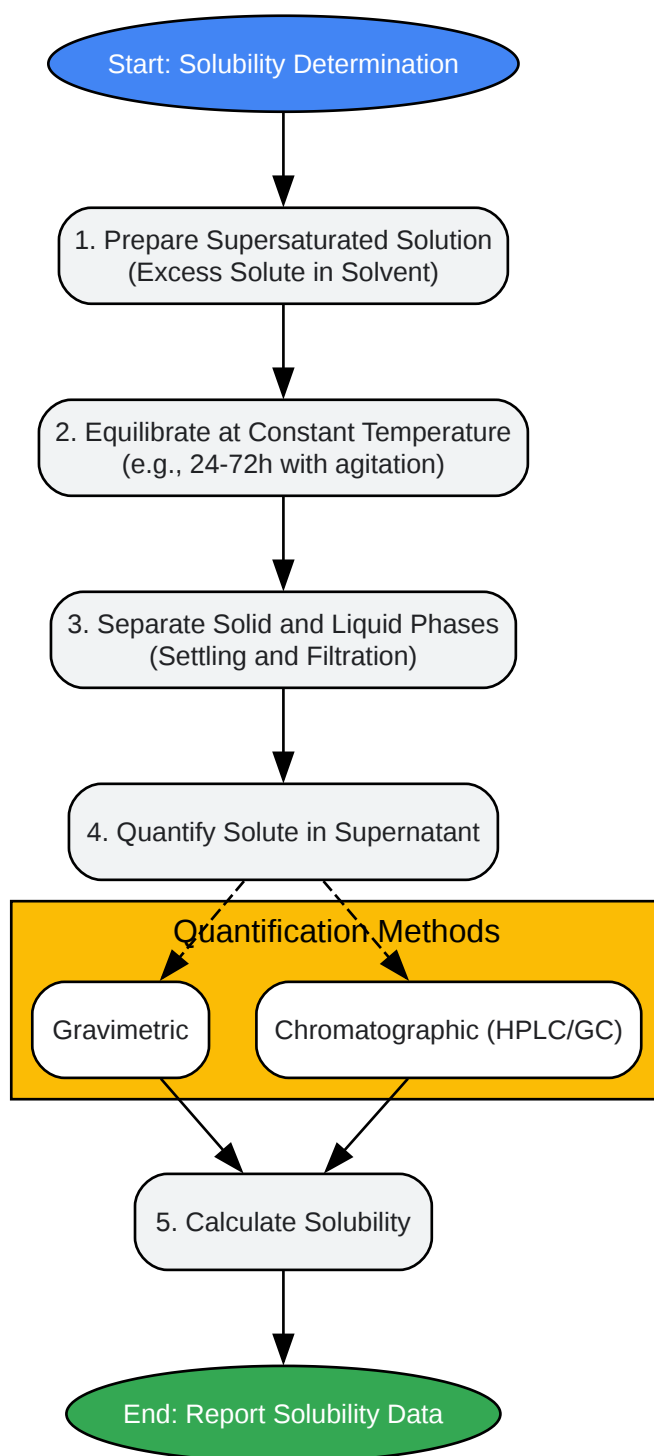 Start: Solubility Determination
1. Prepare Supersaturated Solution
(Excess Solute in Solvent)
2. Equilibrate at Constant Temperature
(e.g., 24-72h with agitation)
3. Separate Solid and Liquid Phases
(Settling and Filtration)
4. Quantify Solute in Supernatant
Quantification Methods
Gravimetric
Chromatographic (HPLC/GC)
5. Calculate Solubility
End: Report Solubility Data